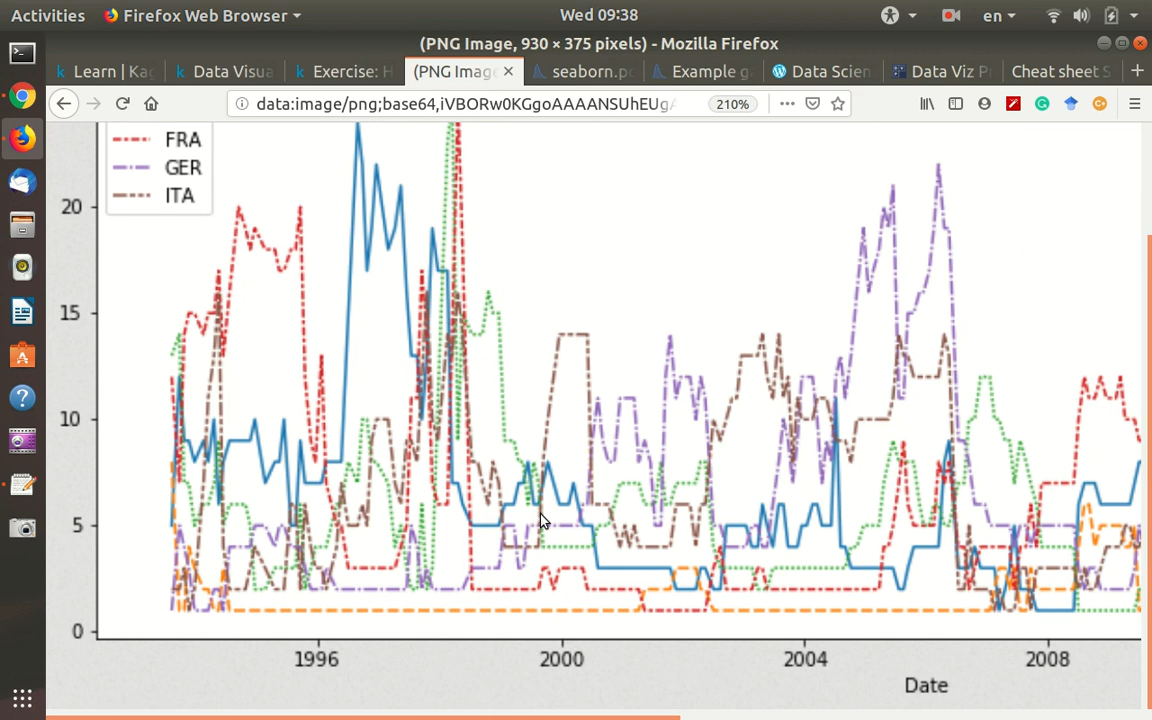 Activities Firefox Web Browser Wed 09:38 en
(PNG Image, 930 × 375 pixels) - Mozilla Firefox
Learn | Ka Data Visua Exercise: H (PNG Imag seaborn.p Example g Data Scien Data Viz P Cheat sheet S
data:image/png;base64,iVBORw0KGgoAAAANSUhEUgA 210%
FRA
GER
ITA
20
15
10
5
0
1996 2000 2004 2008
Date